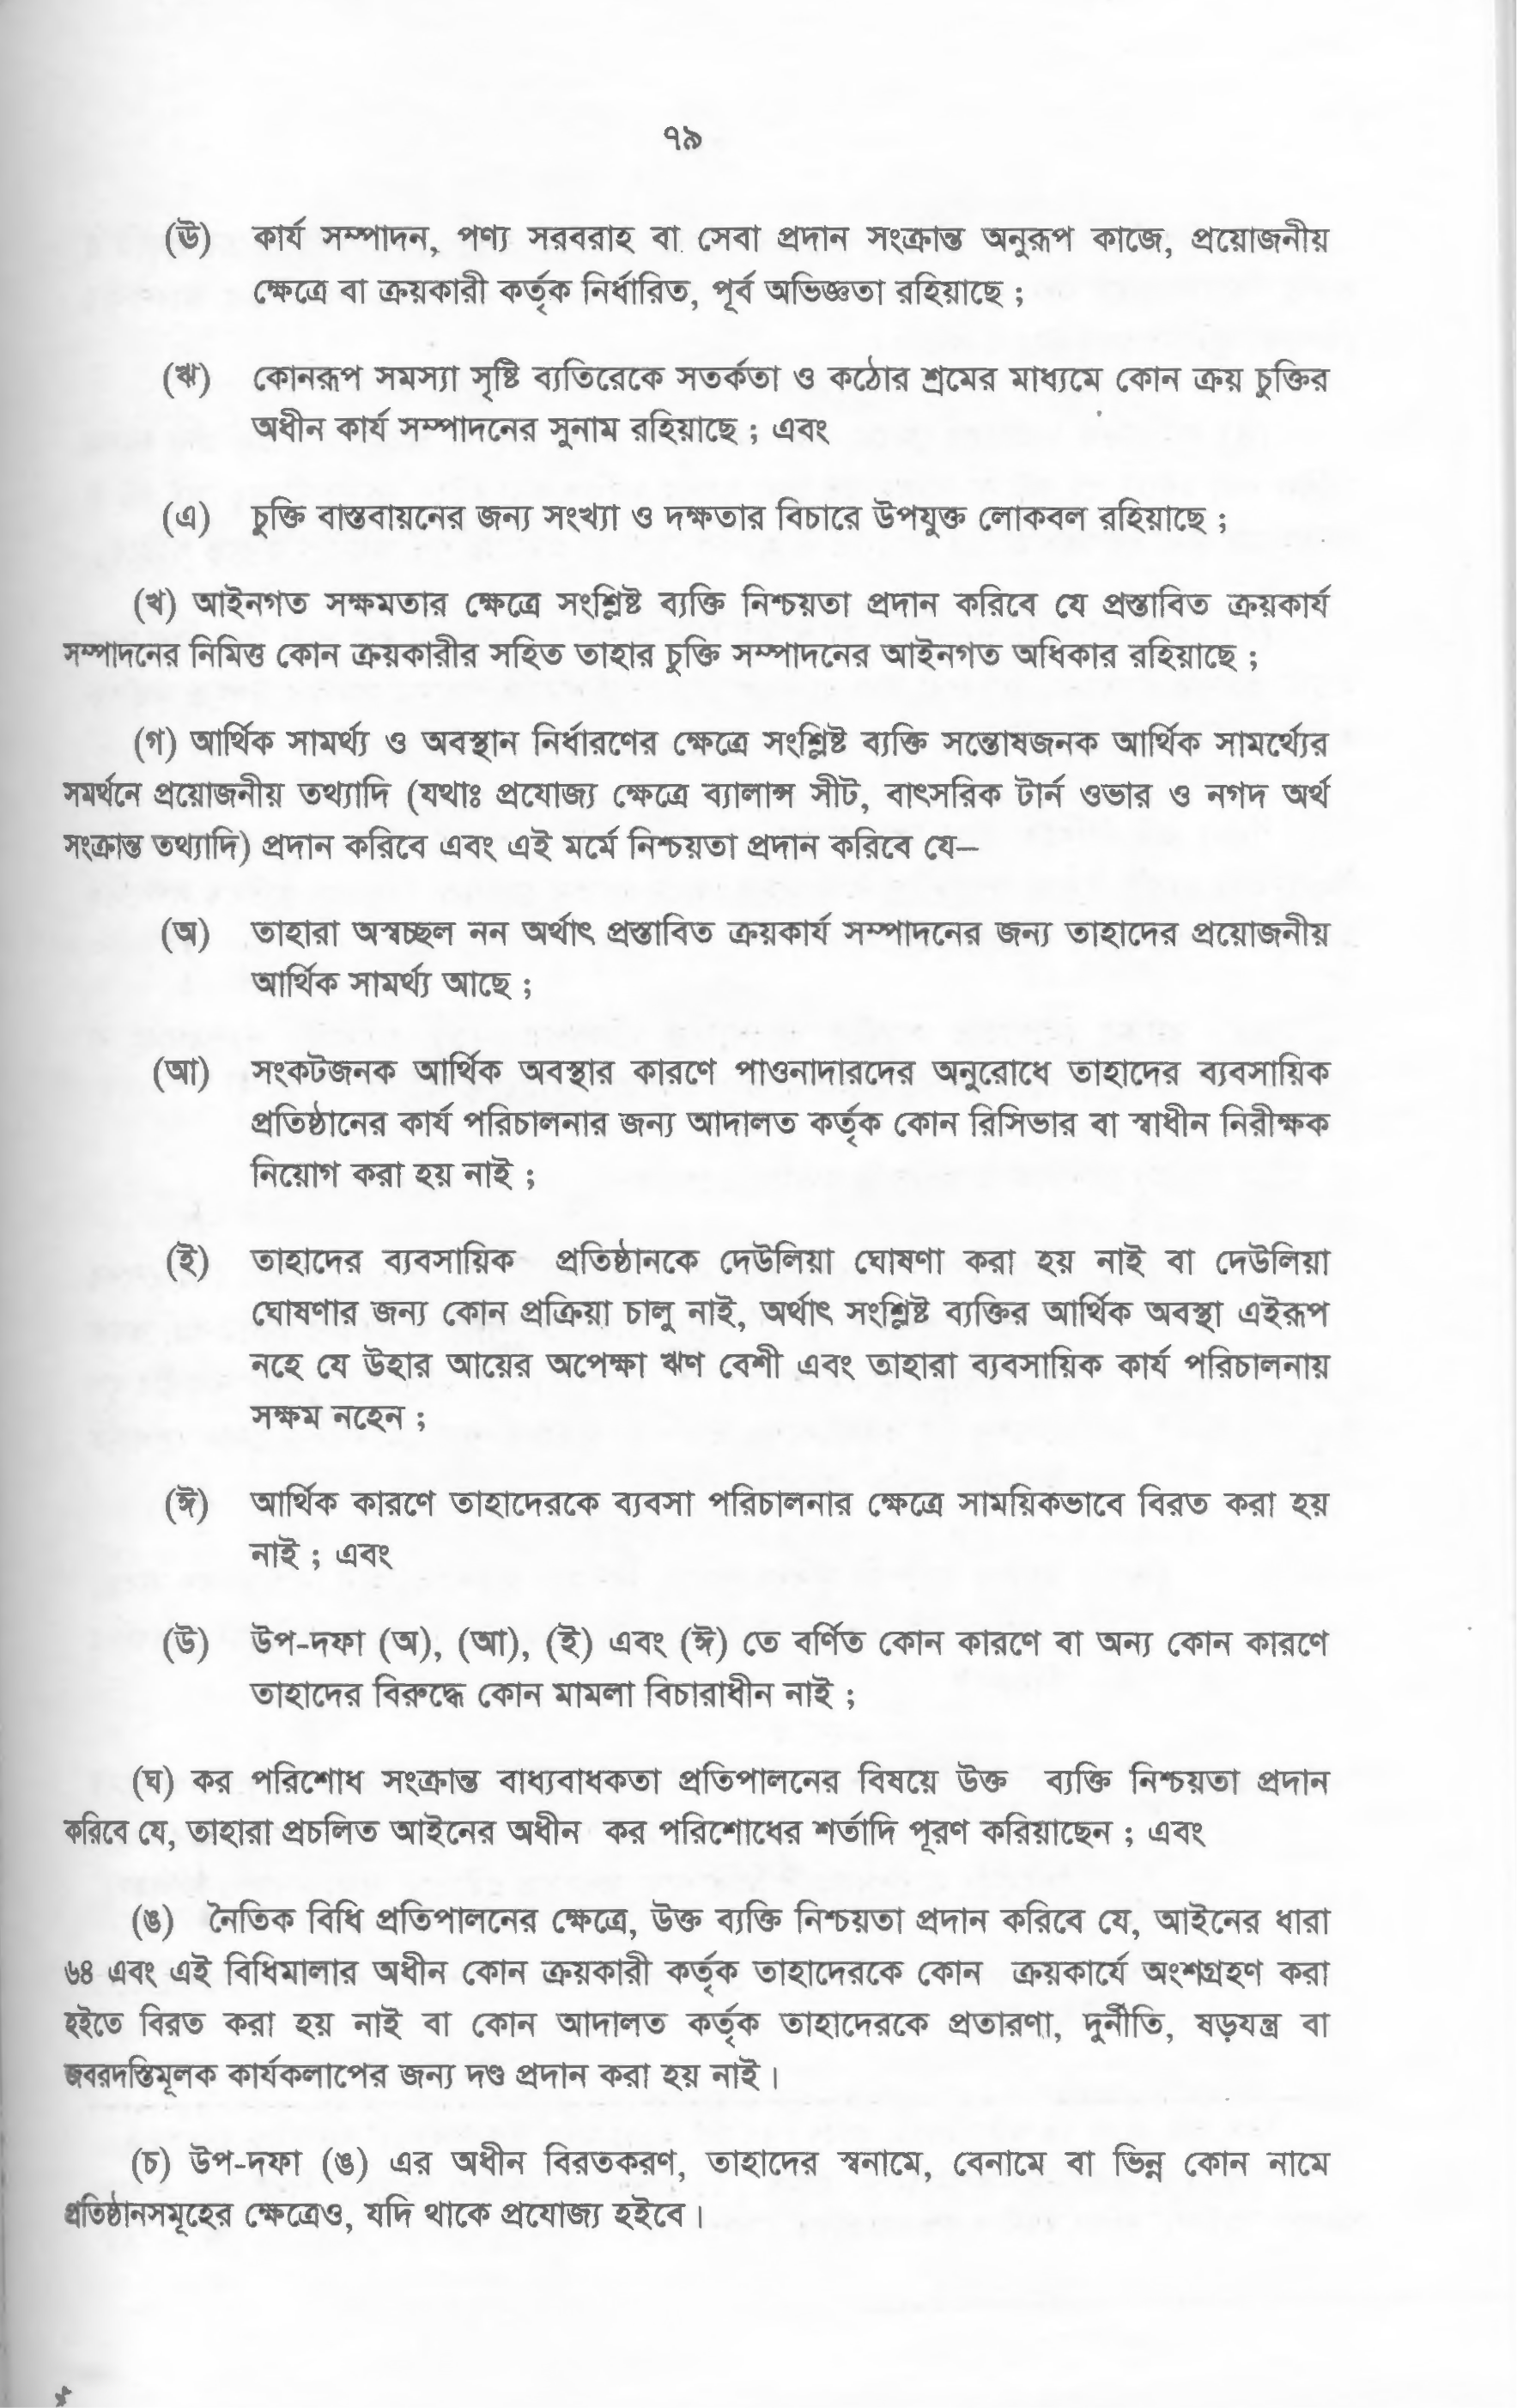 ৭৯
(ঊ) কার্য সম্পাদন, পণ্য সরবরাহ বা সেবা প্রদান সংক্রান্ত অনুরূপ কাজে, প্রয়োজনীয়
ক্ষেত্রে বা ক্রয়কারী কর্তৃক নির্ধারিত, পূর্ব অভিজ্ঞতা রহিয়াছে ;
(ঋ) কোনরূপ সমস্যা সৃষ্টি ব্যতিরেকে সতর্কতা ও কঠোর শ্রমের মাধ্যমে কোন ক্রয় চুক্তির
অধীন কার্য সম্পাদনের সুনাম রহিয়াছে ; এবং
(এ) চুক্তি বাস্তবায়নের জন্য সংখ্যা ও দক্ষতার বিচারে উপযুক্ত লোকবল রহিয়াছে ;
(খ) আইনগত সক্ষমতার ক্ষেত্রে সংশ্লিষ্ট ব্যক্তি নিশ্চয়তা প্রদান করিবে যে প্রস্তাবিত ক্রয়কার্য
সম্পাদনের নিমিত্ত কোন ক্রয়কারীর সহিত তাহার চুক্তি সম্পাদনের আইনগত অধিকার রহিয়াছে ;
(গ) আর্থিক সামর্থ্য ও অবস্থান নির্ধারণের ক্ষেত্রে সংশ্লিষ্ট ব্যক্তি সন্তোষজনক আর্থিক সামর্থ্যের
সমর্থনে প্রয়োজনীয় তথ্যাদি (যথাঃ প্রযোজ্য ক্ষেত্রে ব্যালান্স সীট, বাৎসরিক টার্ন ওভার ও নগদ অর্থ
সংক্রান্ত তথ্যাদি) প্রদান করিবে এবং এই মর্মে নিশ্চয়তা প্রদান করিবে যে–
(অ) তাহারা অস্বচ্ছল নন অর্থাৎ প্রস্তাবিত ক্রয়কার্য সম্পাদনের জন্য তাহাদের প্রয়োজনীয়
আর্থিক সামর্থ্য আছে ;
(আ) সংকটজনক আর্থিক অবস্থার কারণে পাওনাদারদের অনুরোধে তাহাদের ব্যবসায়িক
প্রতিষ্ঠানের কার্য পরিচালনার জন্য আদালত কর্তৃক কোন রিসিভার বা স্বাধীন নিরীক্ষক
নিয়োগ করা হয় নাই ;
(ই) তাহাদের ব্যবসায়িক প্রতিষ্ঠানকে দেউলিয়া ঘোষণা করা হয় নাই বা দেউলিয়া
ঘোষণার জন্য কোন প্রক্রিয়া চালু নাই, অর্থাৎ সংশ্লিষ্ট ব্যক্তির আর্থিক অবস্থা এইরূপ
নহে যে উহার আয়ের অপেক্ষা ঋণ বেশী এবং তাহারা ব্যবসায়িক কার্য পরিচালনায়
সক্ষম নহেন ;
(ঈ) আর্থিক কারণে তাহাদেরকে ব্যবসা পরিচালনার ক্ষেত্রে সাময়িকভাবে বিরত করা হয়
নাই ; এবং
(উ) উপ-দফা (অ), (আ), (ই) এবং (ঈ) তে বর্ণিত কোন কারণে বা অন্য কোন কারণে
তাহাদের বিরুদ্ধে কোন মামলা বিচারাধীন নাই ;
(ঘ) কর পরিশোধ সংক্রান্ত বাধ্যবাধকতা প্রতিপালনের বিষয়ে উক্ত ব্যক্তি নিশ্চয়তা প্রদান
করিবে যে, তাহারা প্রচলিত আইনের অধীন কর পরিশোধের শর্তাদি পূরণ করিয়াছেন ; এবং
(ঙ) নৈতিক বিধি প্রতিপালনের ক্ষেত্রে, উক্ত ব্যক্তি নিশ্চয়তা প্রদান করিবে যে, আইনের ধারা
৬৪ এবং এই বিধিমালার অধীন কোন ক্রয়কারী কর্তৃক তাহাদেরকে কোন ক্রয়কার্যে অংশগ্রহণ করা
হইতে বিরত করা হয় নাই বা কোন আদালত কর্তৃক তাহাদেরকে প্রতারণা, দুর্নীতি, ষড়যন্ত্র বা
জবরদস্তিমূলক কার্যকলাপের জন্য দণ্ড প্রদান করা হয় নাই।
(চ) উপ-দফা (ঙ) এর অধীন বিরতকরণ, তাহাদের স্বনামে, বেনামে বা ভিন্ন কোন নামে
প্রতিষ্ঠানসমূহের ক্ষেত্রেও, যদি থাকে প্রযোজ্য হইবে।